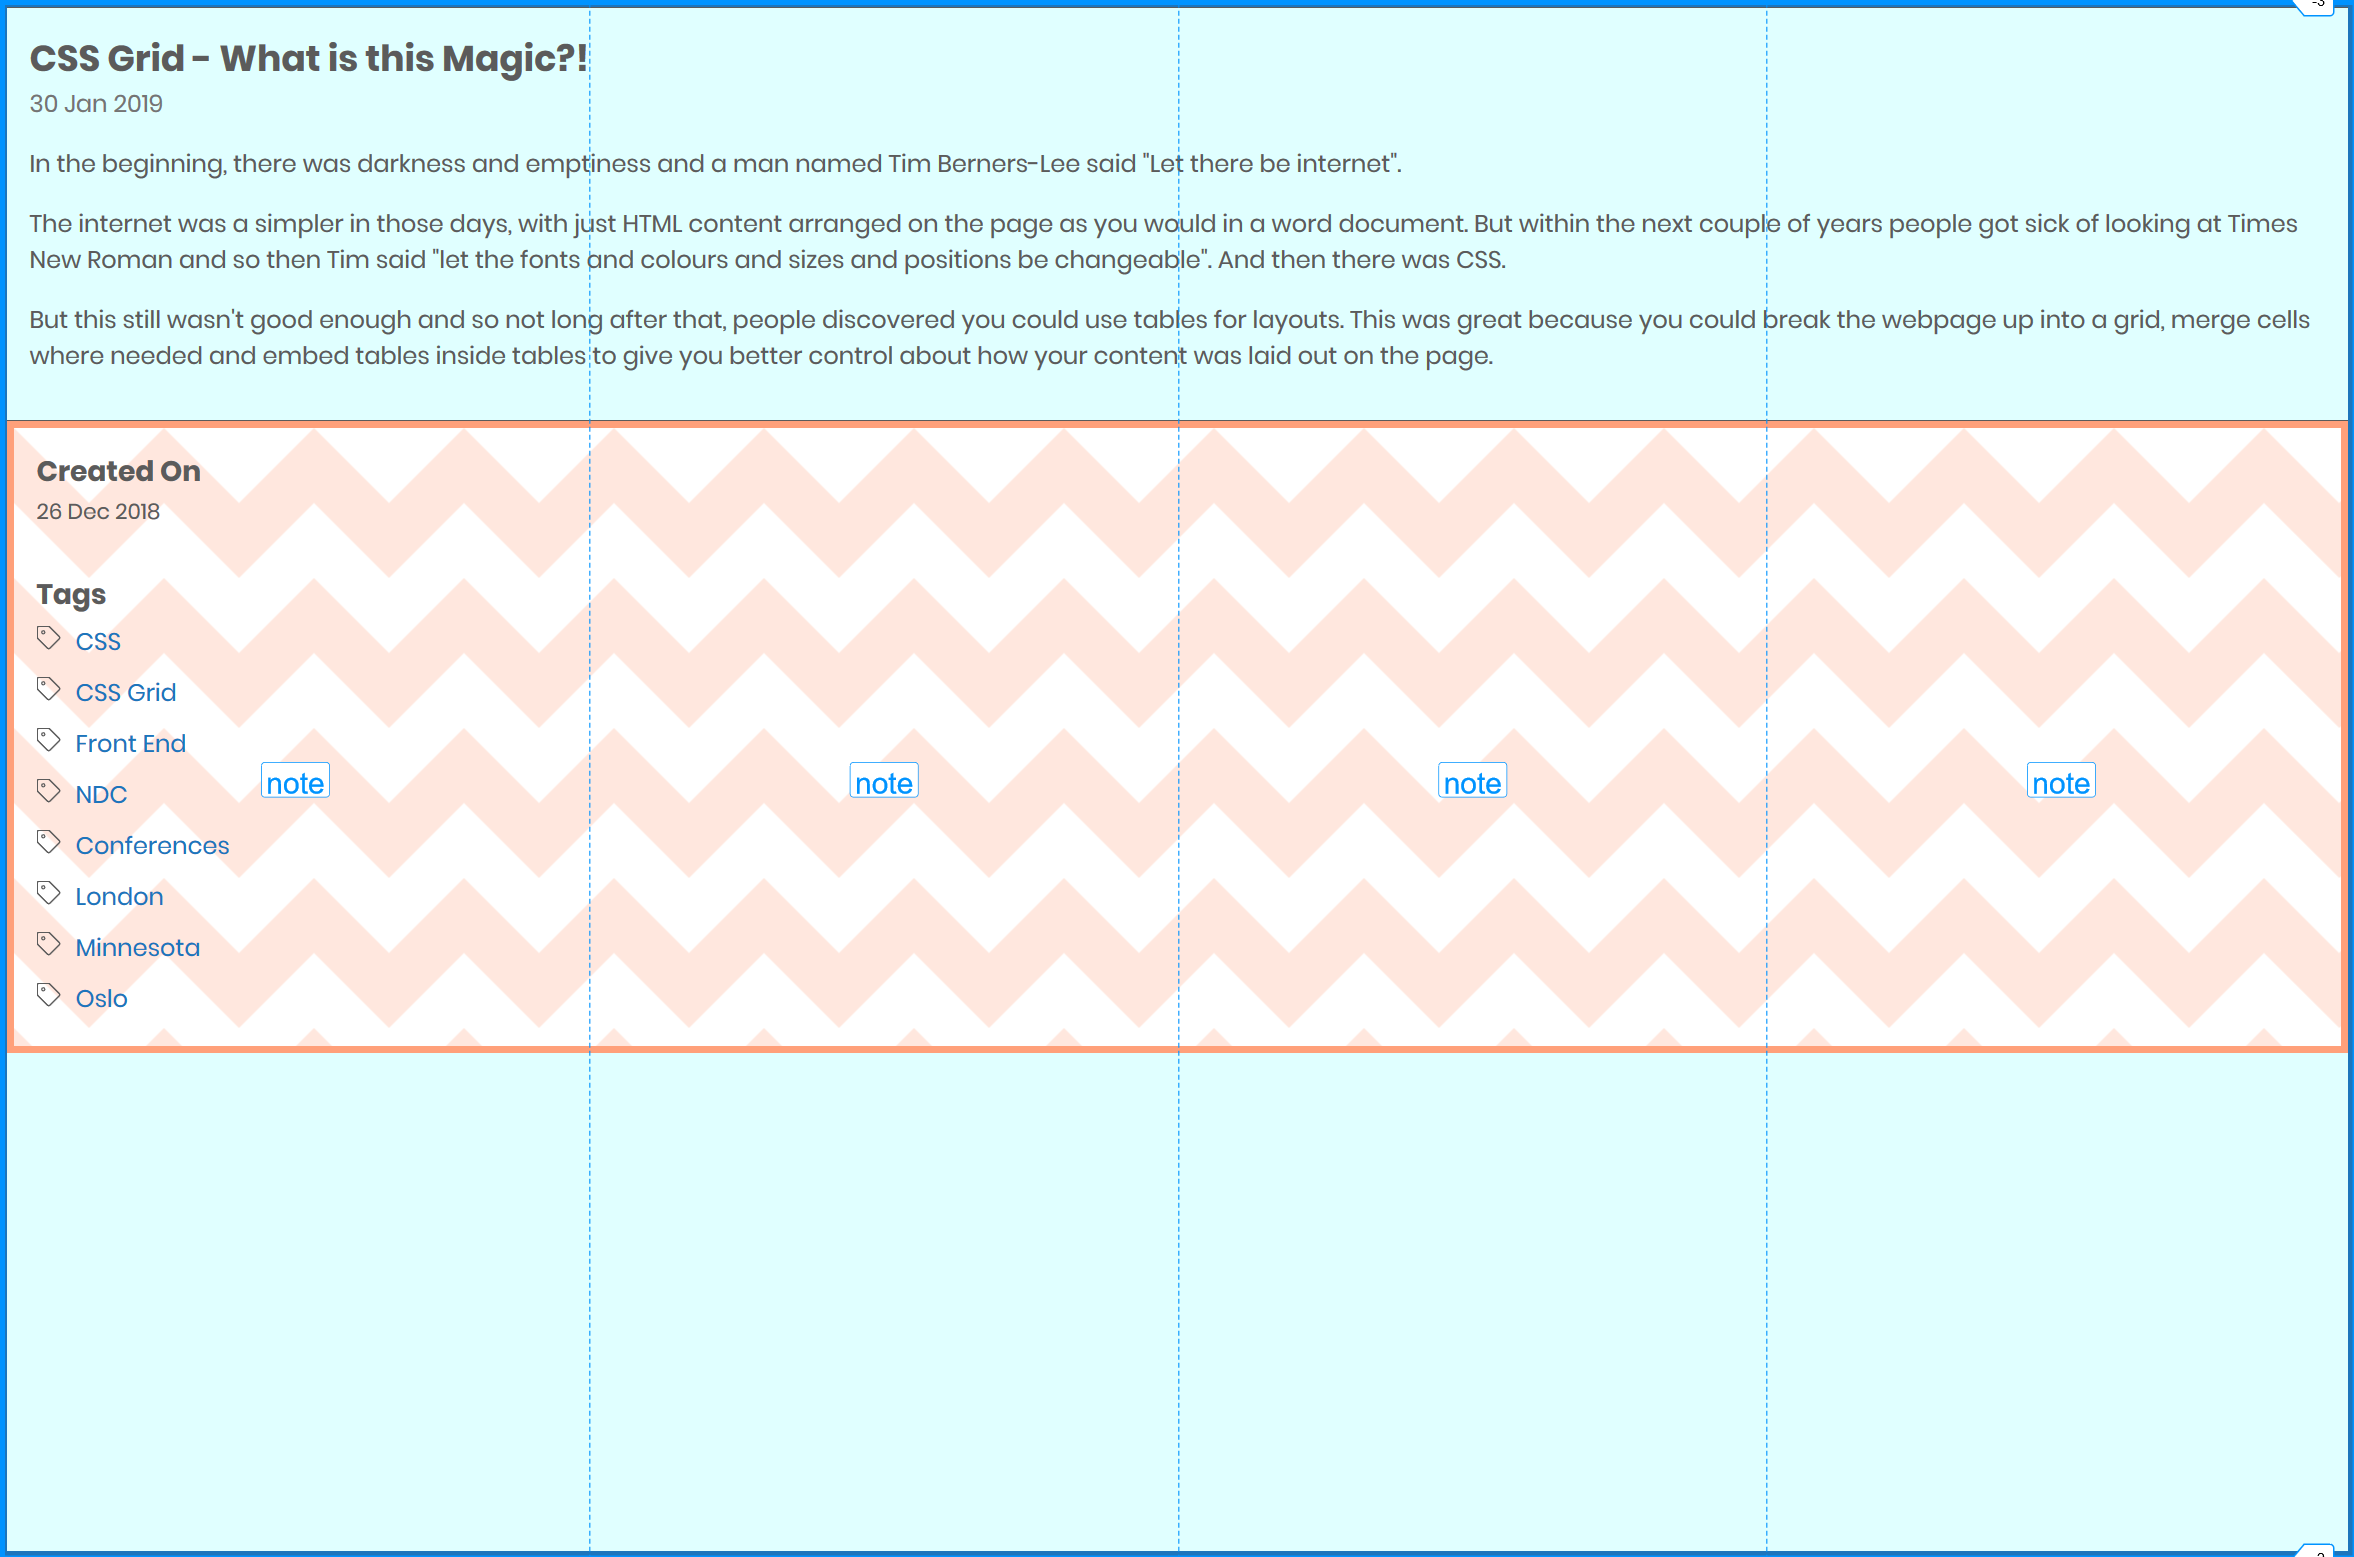 -3
CSS Grid - What is this Magic?!
30 Jan 2019
In the beginning, there was darkness and emptiness and a man named Tim Berners-Lee said "Let there be internet".
The internet was a simpler in those days, with just HTML content arranged on the page as you would in a word document. But within the next couple of years people got sick of looking at Times
New Roman and so then Tim said "let the fonts and colours and sizes and positions be changeable". And then there was CSS.
But this still wasn't good enough and so not long after that, people discovered you could use tables for layouts. This was great because you could break the webpage up into a grid, merge cells
where needed and embed tables inside tables to give you better control about how your content was laid out on the page.
Created On
26 Dec 2018
Tags
CSS
CSS Grid
Front End
note note note note
NDC
Conferences
London
Minnesota
Oslo